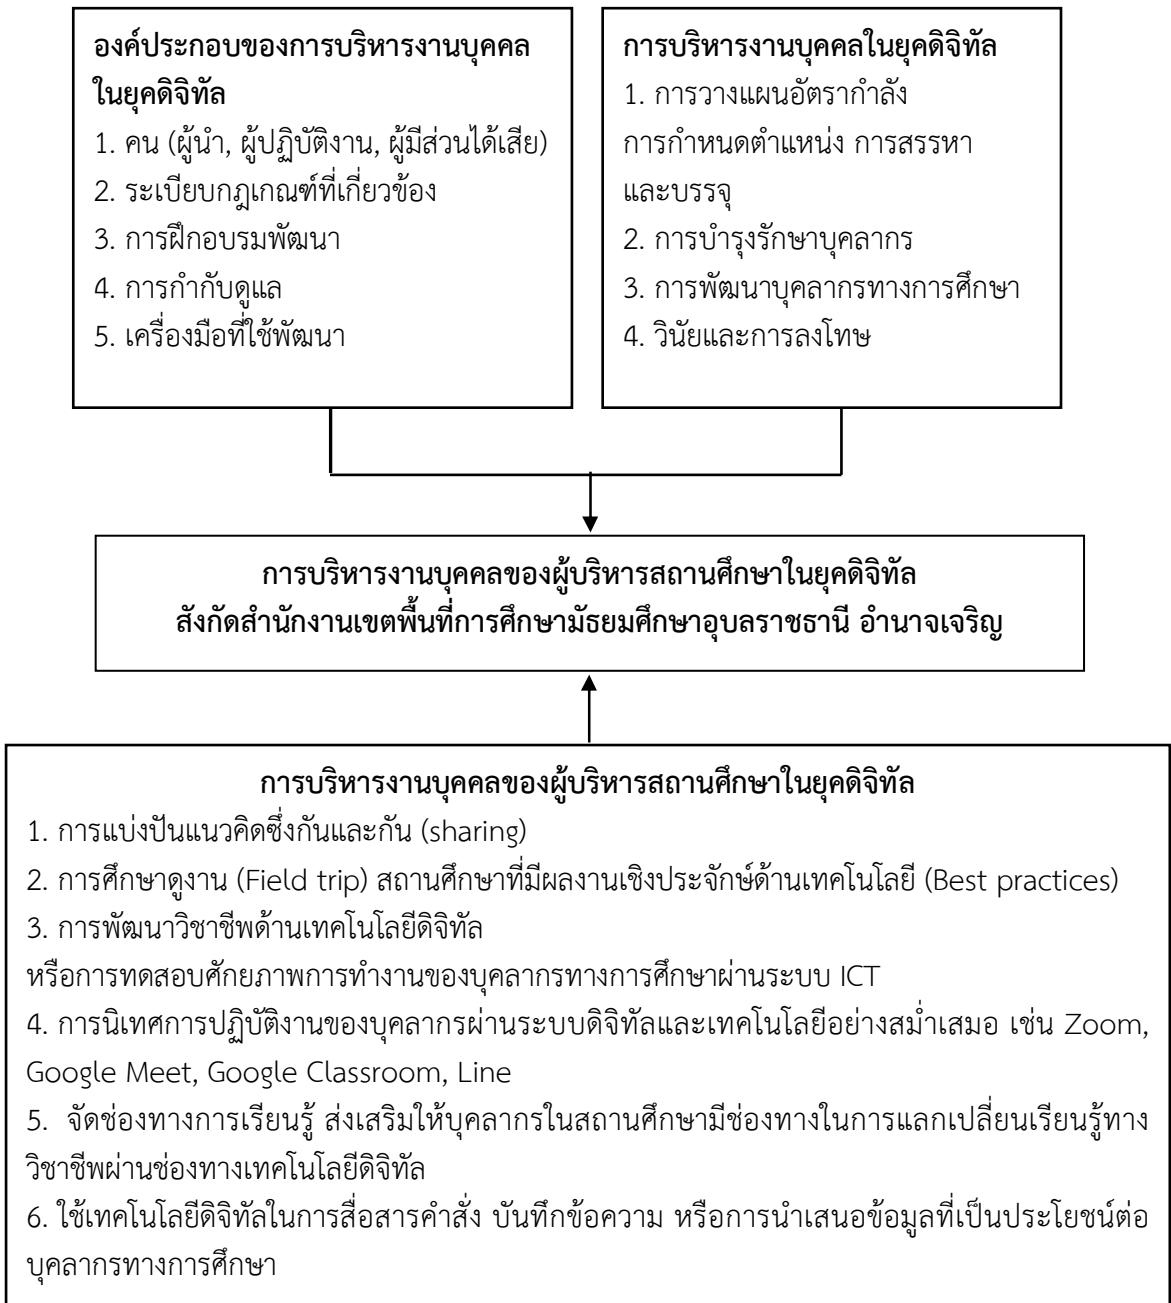 องค์ประกอบของการบริหารงานบุคคล
ในยุคดิจิทัล
1. คน (ผู้นำ, ผู้ปฏิบัติงาน, ผู้มีส่วนได้เสีย)
2. ระเบียบกฎเกณฑ์ที่เกี่ยวข้อง
3. การฝึกอบรมพัฒนา
4. การกำกับดูแล
5. เครื่องมือที่ใช้พัฒนา
การบริหารงานบุคคลในยุคดิจิทัล
1. การวางแผนอัตรากำลัง
การกำหนดตำแหน่ง การสรรหา
และบรรจุ
2. การบำรุงรักษาบุคลากร
3. การพัฒนาบุคลากรทางการศึกษา
4. วินัยและการลงโทษ
การบริหารงานบุคคลของผู้บริหารสถานศึกษาในยุคดิจิทัล
สังกัดสำนักงานเขตพื้นที่การศึกษามัธยมศึกษาอุบลราชธานี อำนาจเจริญ
การบริหารงานบุคคลของผู้บริหารสถานศึกษาในยุคดิจิทัล
1. การแบ่งปันแนวคิดซึ่งกันและกัน (sharing)
2. การศึกษาดูงาน (Field trip) สถานศึกษาที่มีผลงานเชิงประจักษ์ด้านเทคโนโลยี (Best practices)
3. การพัฒนาวิชาชีพด้านเทคโนโลยีดิจิทัล
หรือการทดสอบศักยภาพการทำงานของบุคลากรทางการศึกษาผ่านระบบ ICT
4. การนิเทศการปฏิบัติงานของบุคลากรผ่านระบบดิจิทัลและเทคโนโลยีอย่างสม่ำเสมอ เช่น Zoom,
Google Meet, Google Classroom, Line
5. จัดช่องทางการเรียนรู้ ส่งเสริมให้บุคลากรในสถานศึกษามีช่องทางในการแลกเปลี่ยนเรียนรู้ทาง
วิชาชีพผ่านช่องทางเทคโนโลยีดิจิทัล
6. ใช้เทคโนโลยีดิจิทัลในการสื่อสารคำสั่ง บันทึกข้อความ หรือการนำเสนอข้อมูลที่เป็นประโยชน์ต่อ
บุคลากรทางการศึกษา